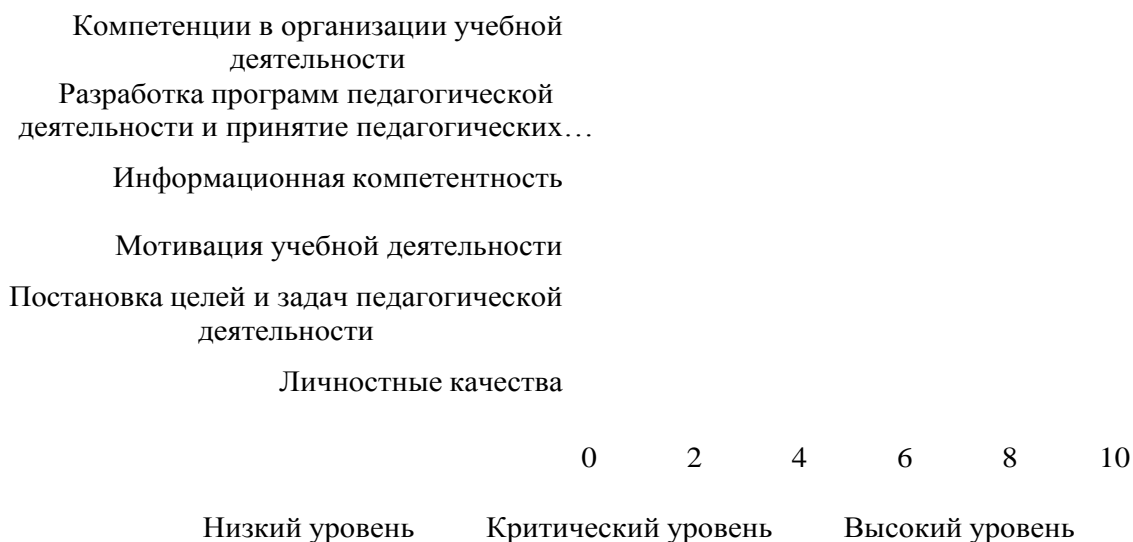 Компетенции в организации учебной
деятельности
Разработка программ педагогической
деятельности и принятие педагогических…
Информационная компетентность
Мотивация учебной деятельности
Постановка целей и задач педагогической
деятельности
Личностные качества
0 2 4 6 8 10
Низкий уровень Критический уровень Высокий уровень